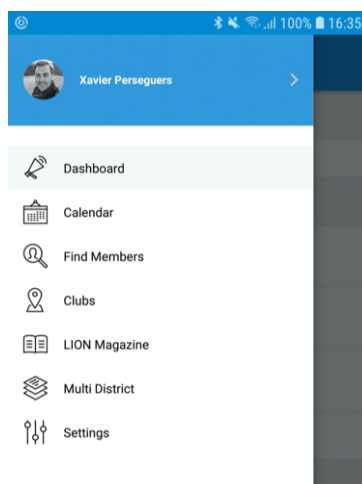 100% 16:35
Xavier Perseguers
Dashboard
Calendar
Find Members
Clubs
LION Magazine
Multi District
Settings